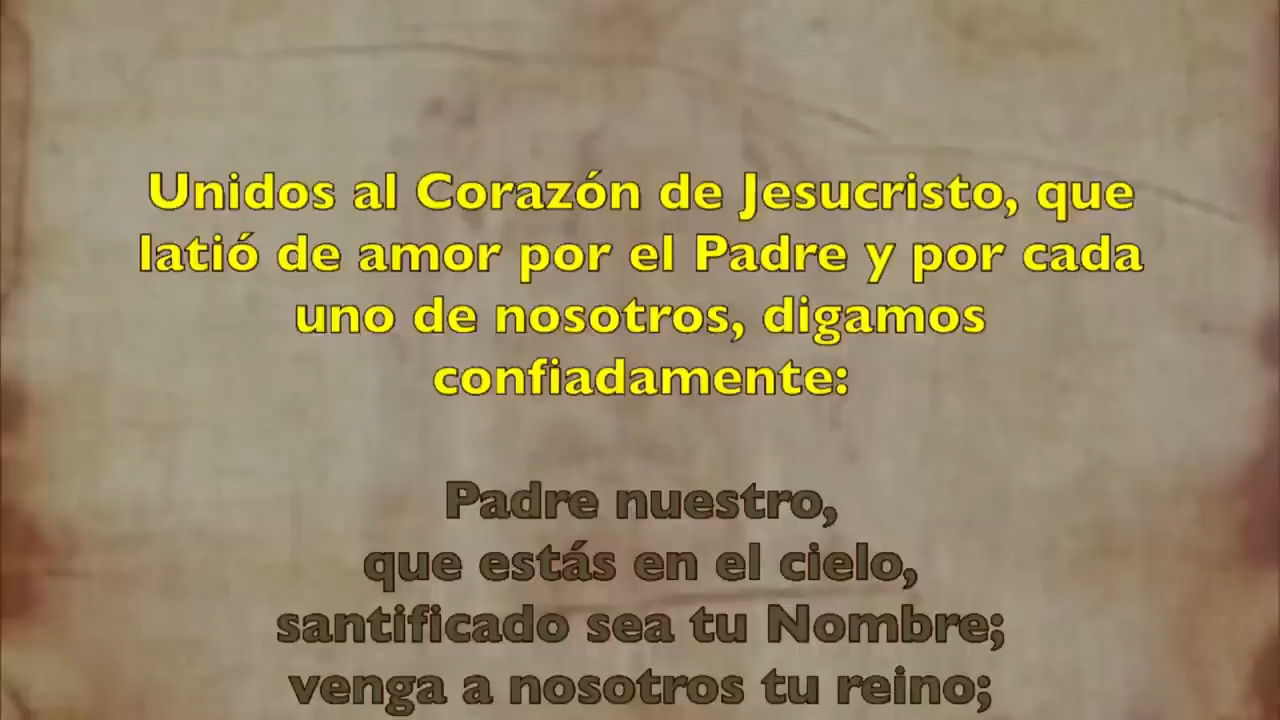 Unidos al Corazón de Jesucristo, que
latió de amor por el Padre y por cada
uno de nosotros, digamos
confiadamente:
Padre nuestro,
que estás en el cielo,
santificado sea tu Nombre;
venga a nosotros tu reino;